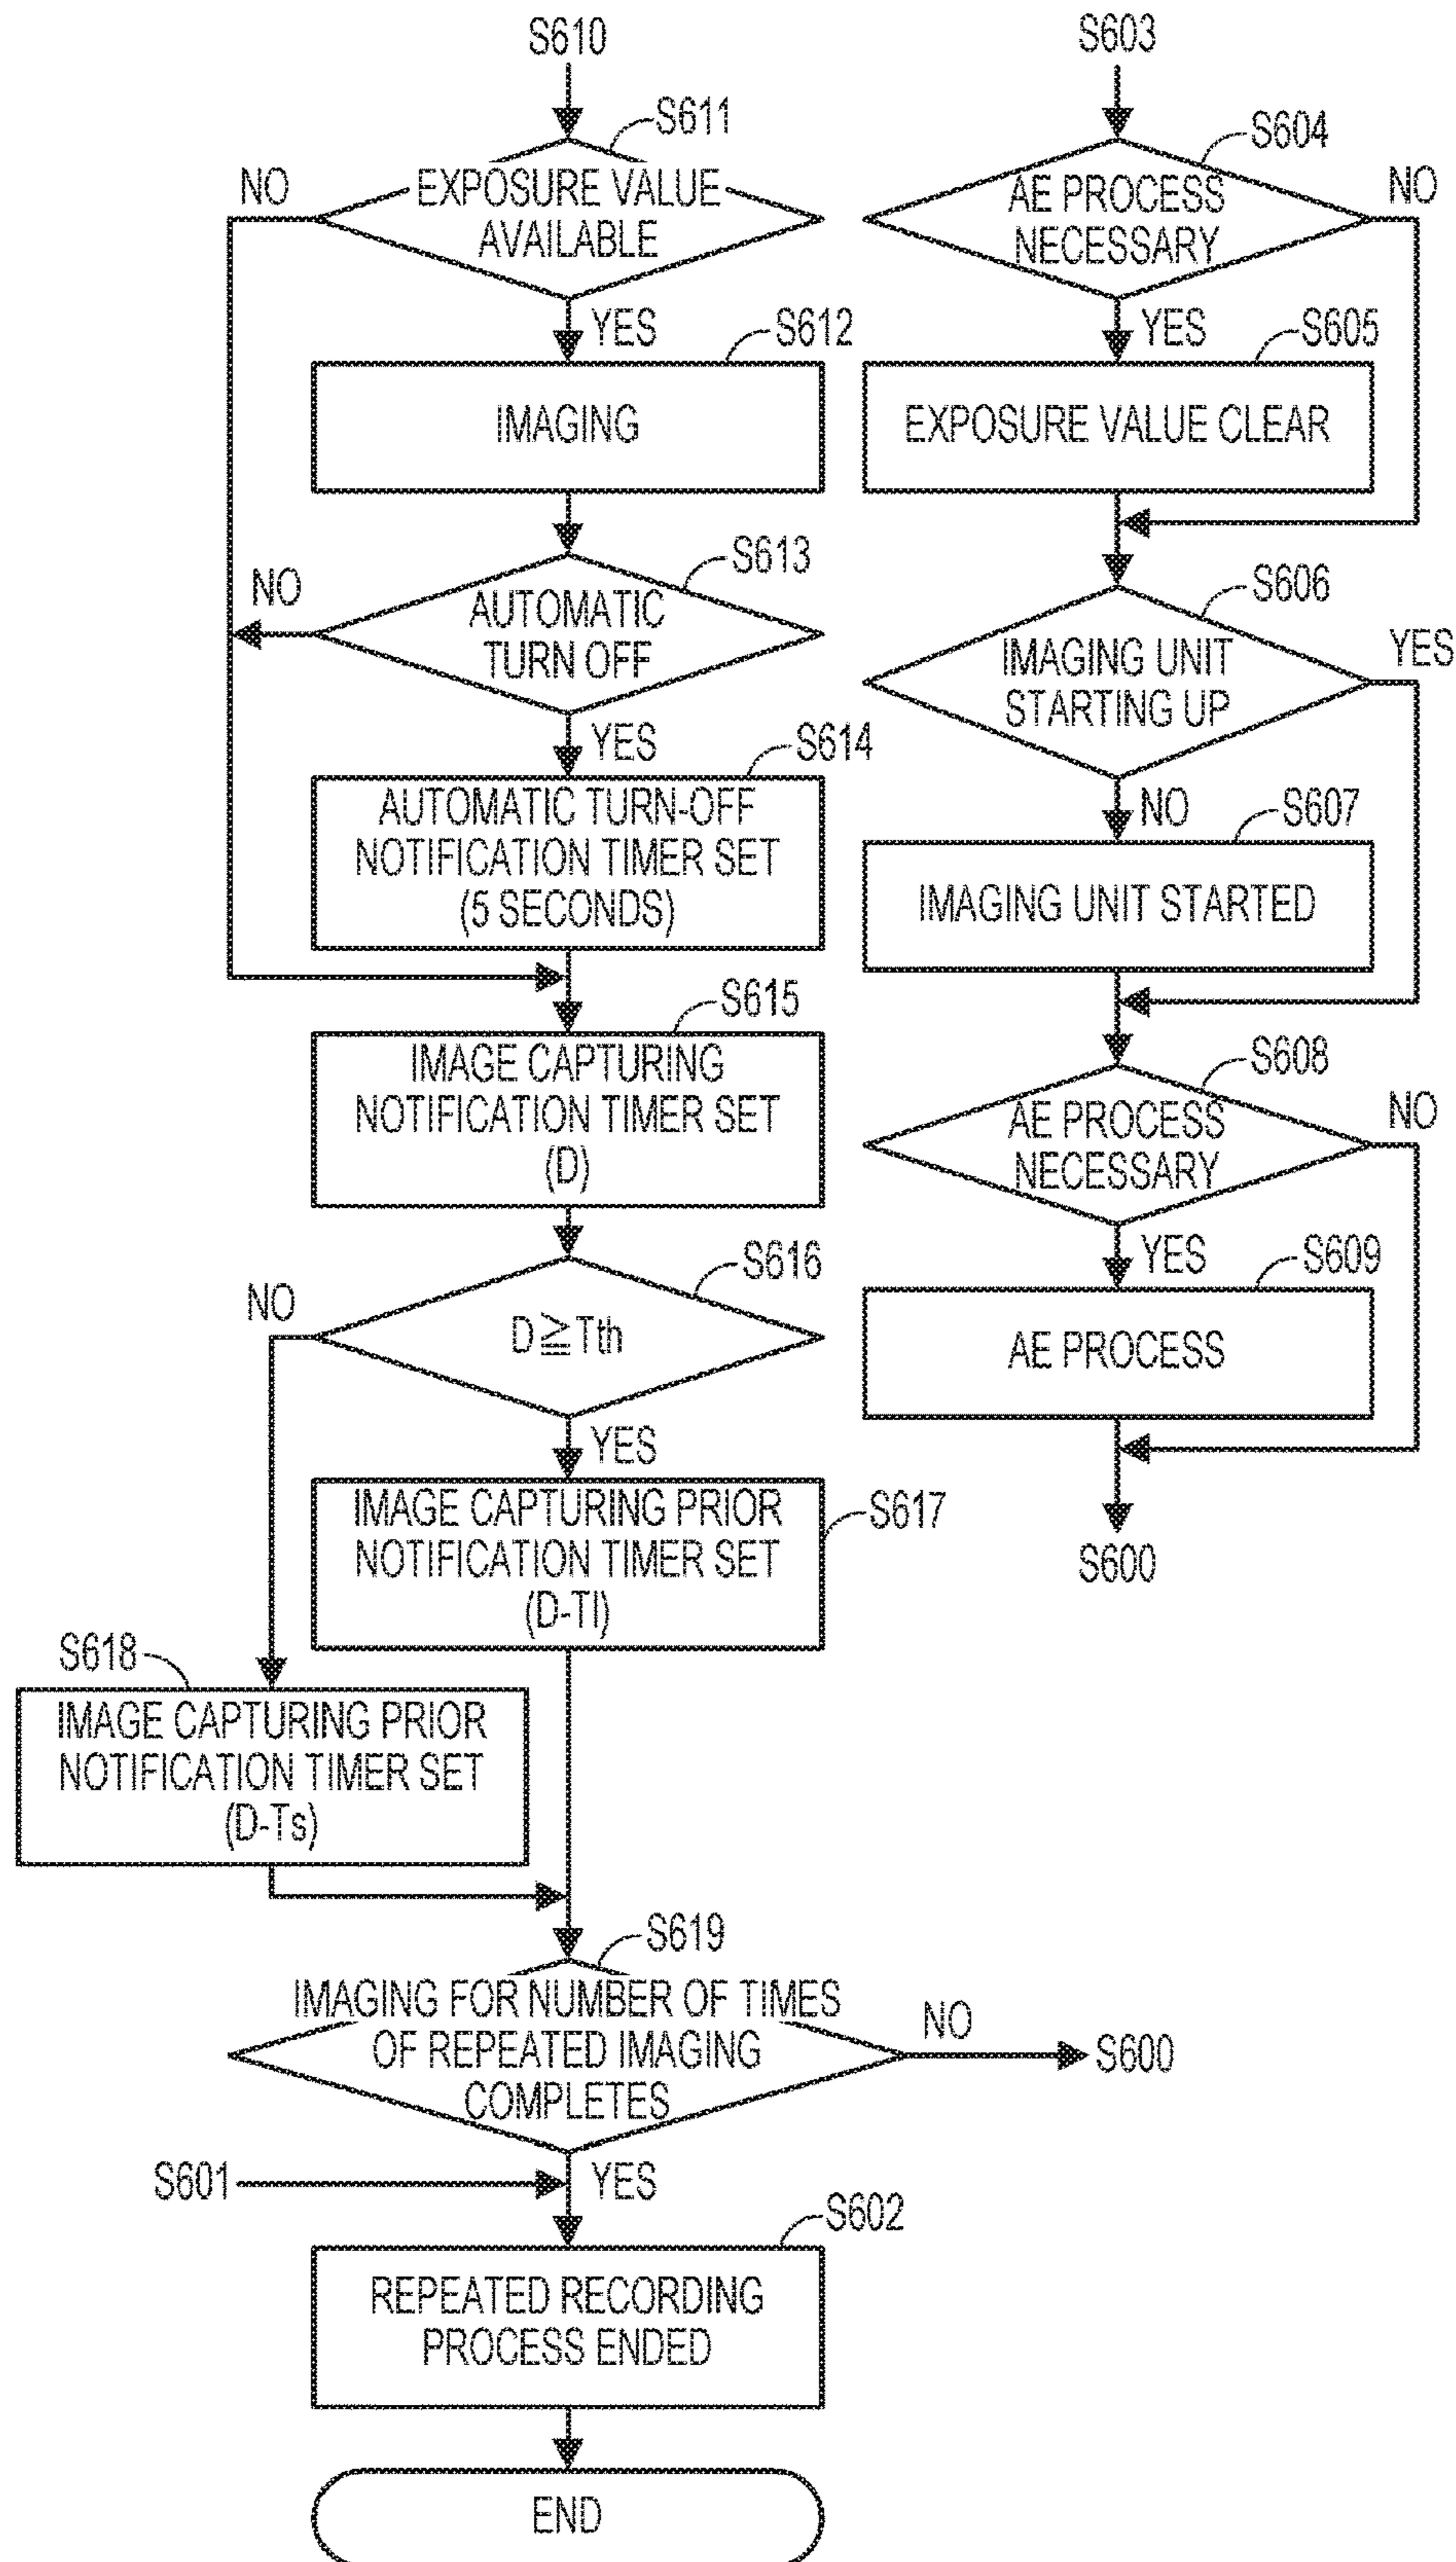 S610
S611
NO
EXPOSURE VALUE
AVAILABLE
YES
S612
IMAGING
S613
NO
AUTOMATIC
TURN OFF
YES
S614
AUTOMATIC TURN-OFF
NOTIFICATION TIMER SET
(5 SECONDS)
S615
IMAGE CAPTURING
NOTIFICATION TIMER SET
(D)
S616
NO
D≧Tth
YES
IMAGE CAPTURING PRIOR
NOTIFICATION TIMER SET
(D-Tl)
S617
S618
IMAGE CAPTURING PRIOR
NOTIFICATION TIMER SET
(D-Ts)
S619
IMAGING FOR NUMBER OF TIMES
OF REPEATED IMAGING
COMPLETES
NO
S600
S601
YES
S602
REPEATED RECORDING
PROCESS ENDED
END
S603
S604
AE PROCESS
NECESSARY
NO
YES
S605
EXPOSURE VALUE CLEAR
S606
IMAGING UNIT
STARTING UP
YES
NO
S607
IMAGING UNIT STARTED
S608
AE PROCESS
NECESSARY
NO
YES
S609
AE PROCESS
S600